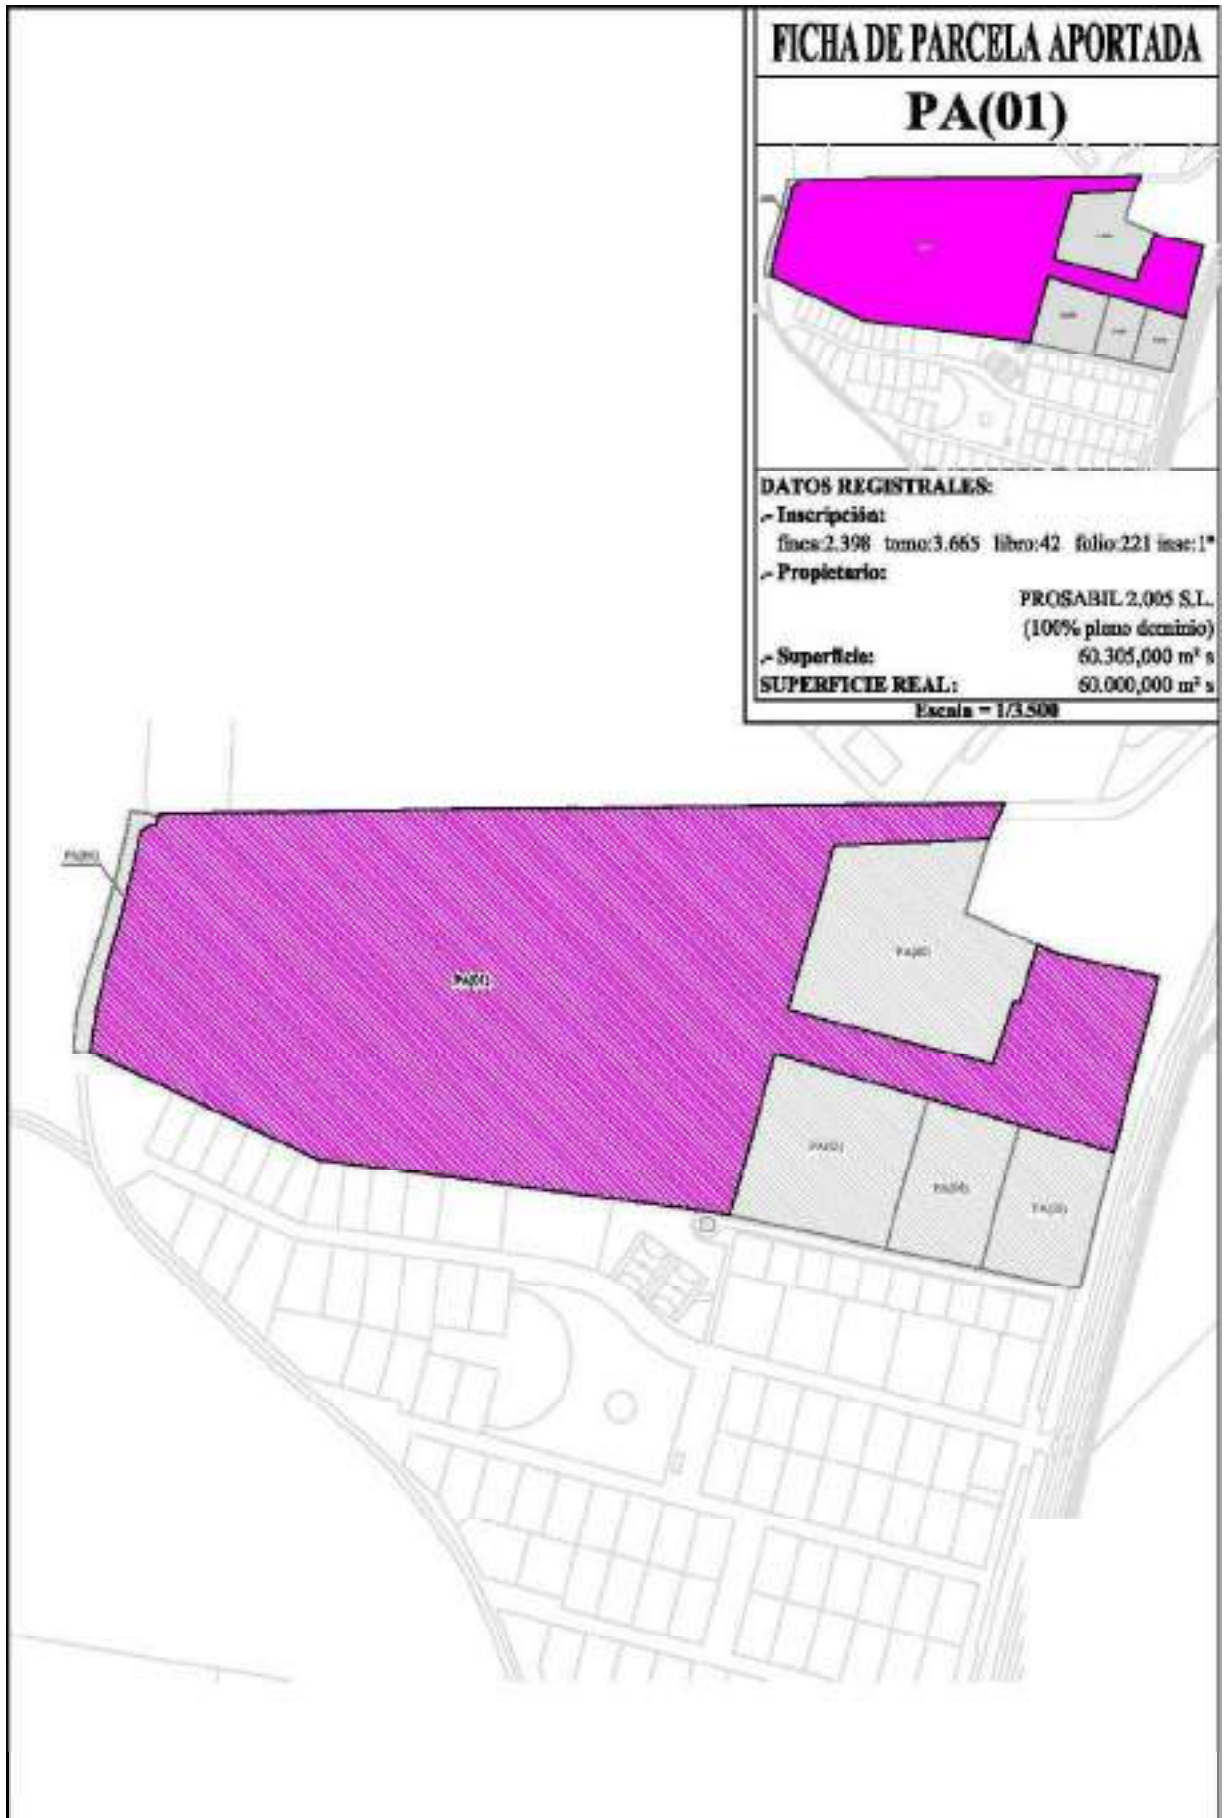 FICHA DE PARCELA APORTADA
PA(01)
DATOS REGISTRALES:
.- Inscripción:
finca:2.398 tomo:3.665 libro:42 folio:221 insc:1ª
.- Propietario:
PROSABIL 2.005 S.L.
(100% pleno dominio)
.- Superficie: 60.305,000 m² s
SUPERFICIE REAL: 60.000,000 m² s
Escala = 1/3.500
PA(01)